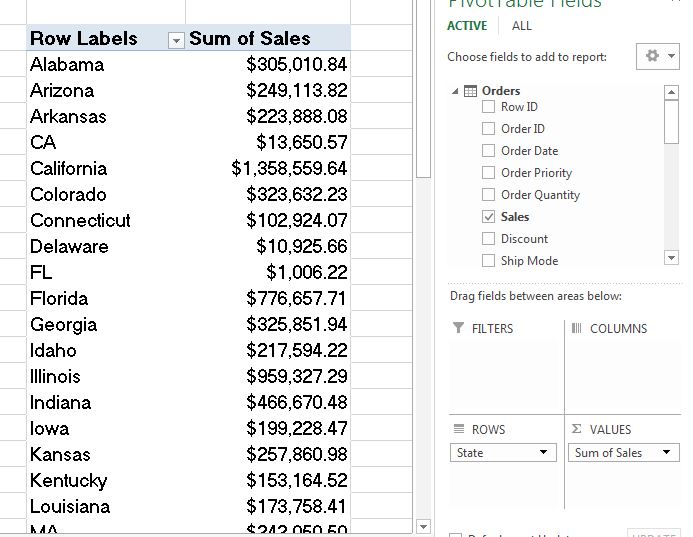 Row Labels Sum of Sales
Alabama $305,010.84
Arizona $249,113.82
Arkansas $223,888.08
CA $13,650.57
California $1,358,559.64
Colorado $323,632.23
Connecticut $102,924.07
Delaware $10,925.66
FL $1,006.22
Florida $776,657.71
Georgia $325,851.94
Idaho $217,594.22
Illinois $959,327.29
Indiana $466,670.48
Iowa $199,228.47
Kansas $257,860.98
Kentucky $153,164.52
Louisiana $173,758.41
MA $242,050.50
PivotTable Fields
ACTIVE ALL
Choose fields to add to report:
Orders
Row ID
Order ID
Order Date
Order Priority
Order Quantity
Sales
Discount
Ship Mode
Drag fields between areas below:
FILTERS COLUMNS
ROWS Σ VALUES
State Sum of Sales
UPDATE